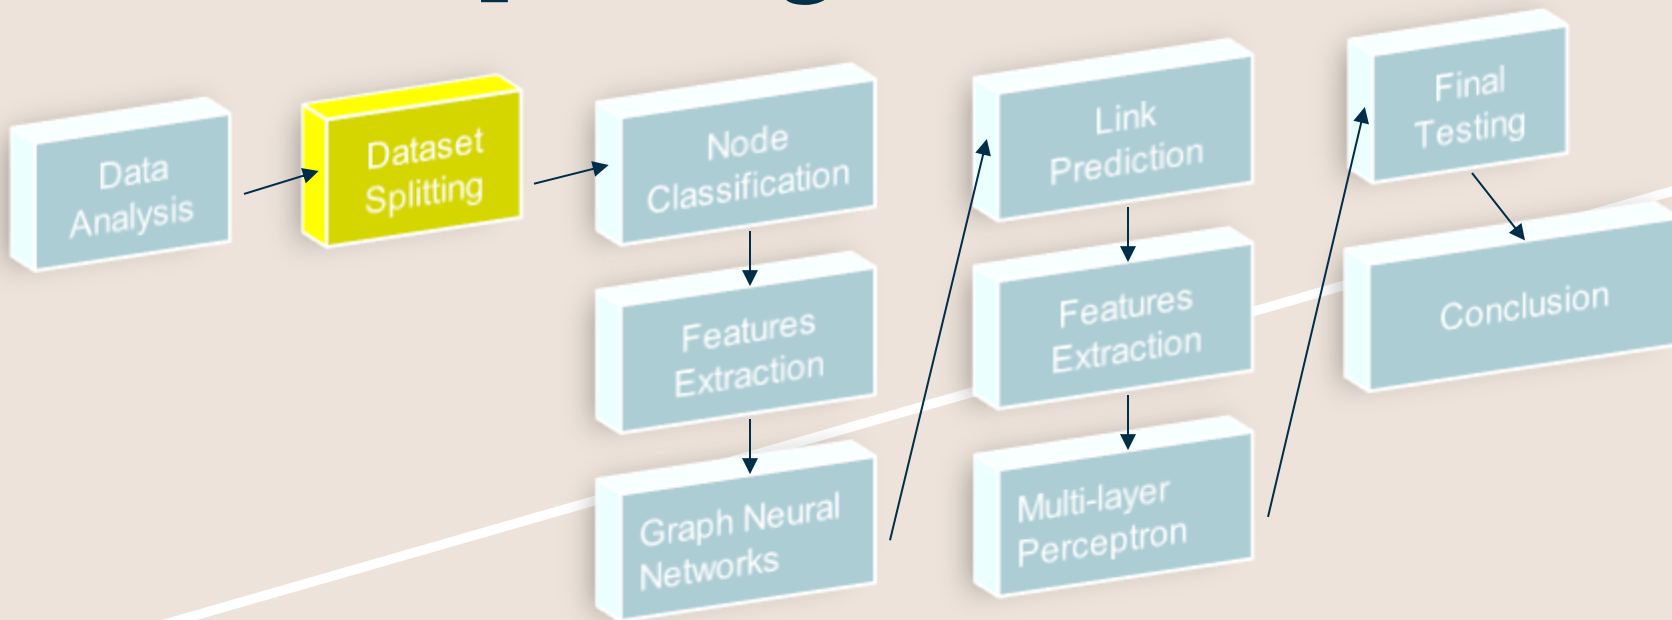 Data
Analysis
Dataset
Splitting
Node
Classification
Features
Extraction
Graph Neural
Networks
Link
Prediction
Features
Extraction
Multi-layer
Perceptron
Final
Testing
Conclusion